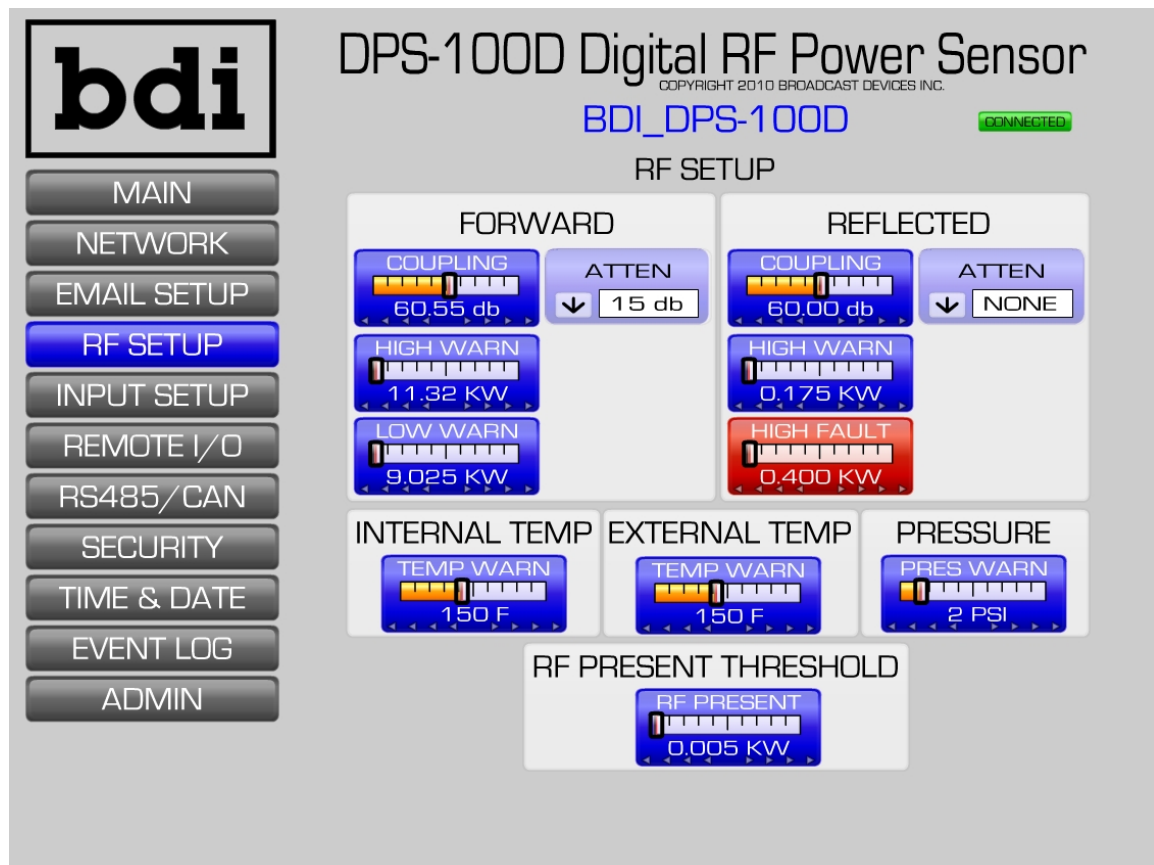 bdi
DPS-100D Digital RF Power Sensor
COPYRIGHT 2010 BROADCAST DEVICES INC.
BDI_DPS-100D
CONNECTED
RF SETUP
MAIN
NETWORK
EMAIL SETUP
RF SETUP
INPUT SETUP
REMOTE I/O
RS485/CAN
SECURITY
TIME & DATE
EVENT LOG
ADMIN
FORWARD
COUPLING
60.55 db
ATTEN
15 db
HIGH WARN
11.32 KW
LOW WARN
9.025 KW
REFLECTED
COUPLING
60.00 db
ATTEN
NONE
HIGH WARN
0.175 KW
HIGH FAULT
0.400 KW
INTERNAL TEMP
TEMP WARN
150 F
EXTERNAL TEMP
TEMP WARN
150 F
PRESSURE
PRES WARN
2 PSI
RF PRESENT THRESHOLD
RF PRESENT
0.005 KW